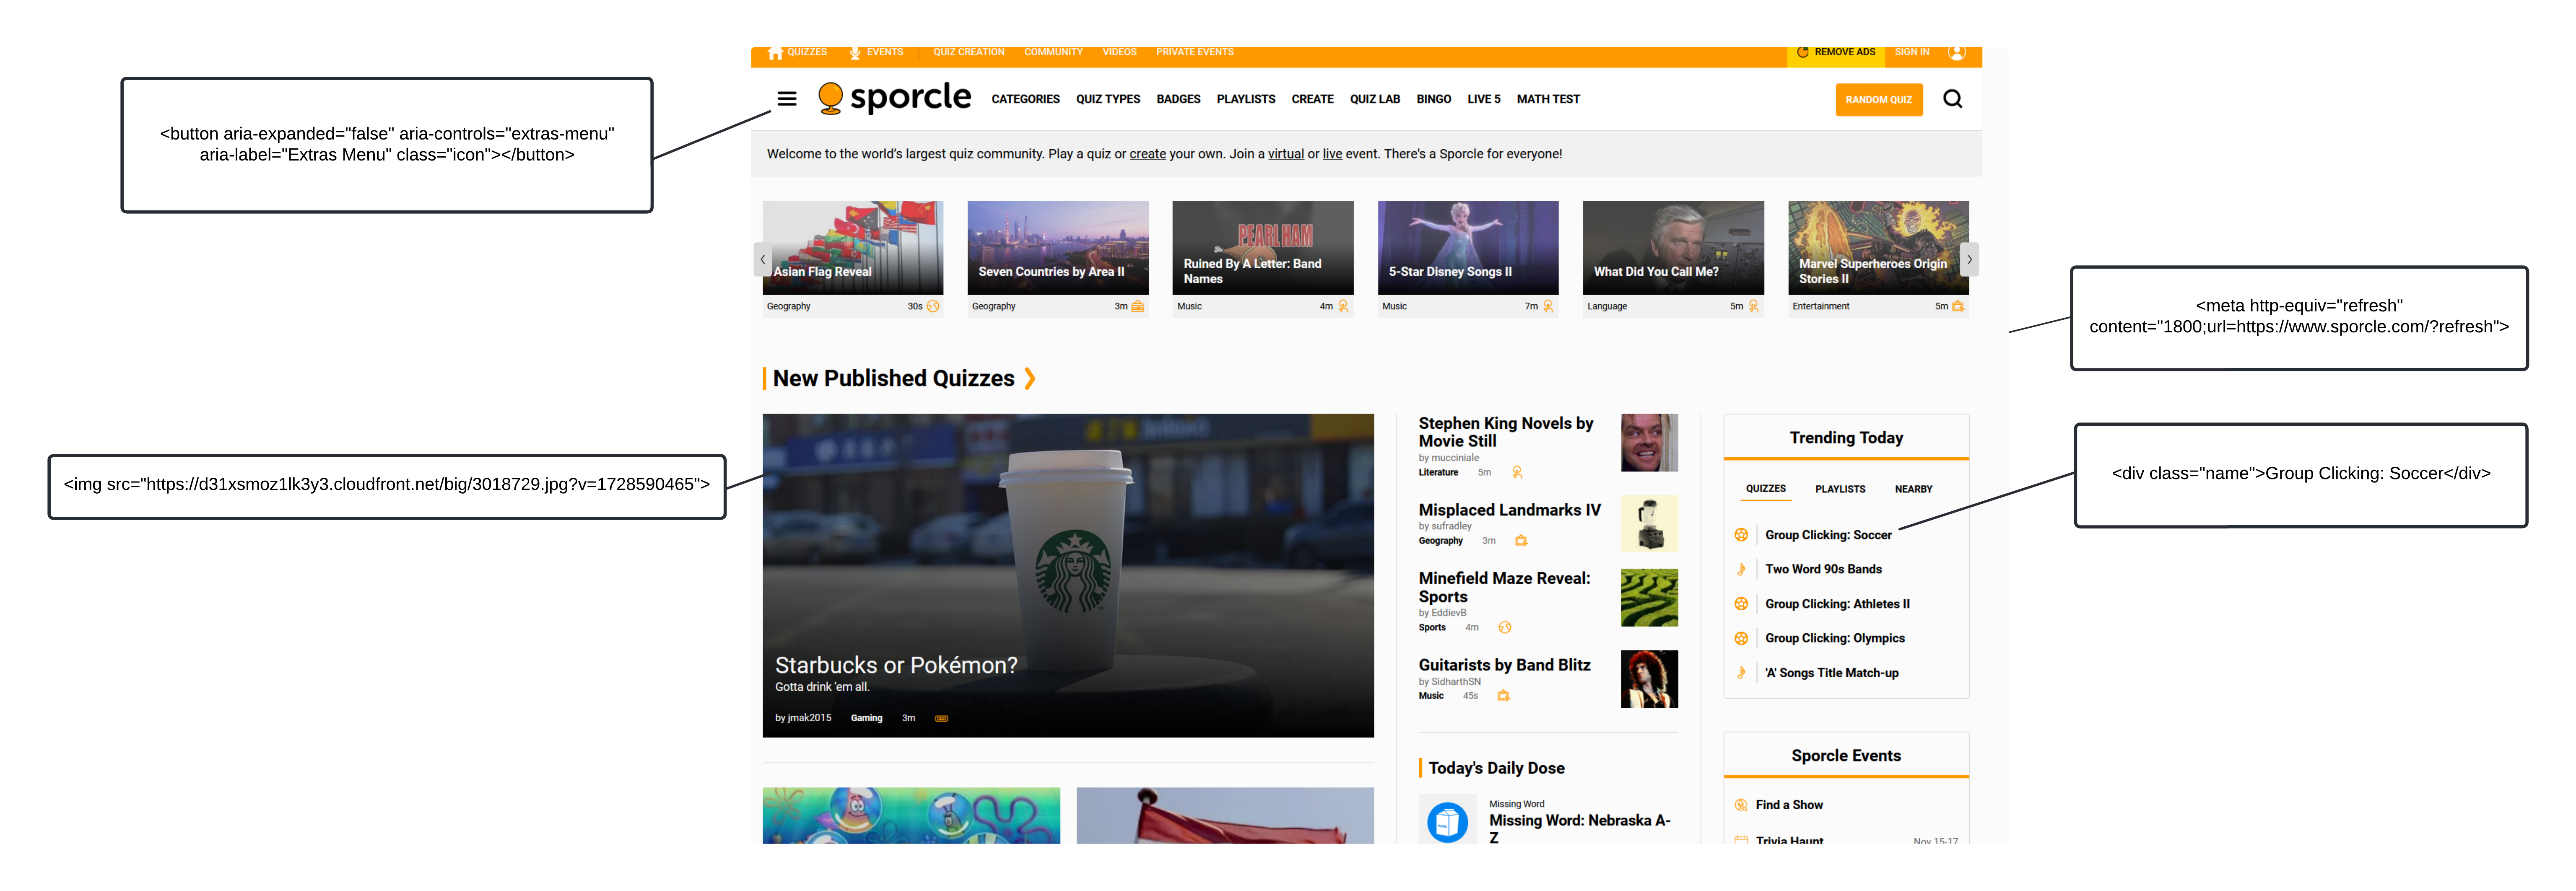 QUIZZES EVENTS QUIZ CREATION COMMUNITY VIDEOS PRIVATE EVENTS REMOVE ADS SIGN IN
sporcle CATEGORIES QUIZ TYPES BADGES PLAYLISTS CREATE QUIZ LAB BINGO LIVE 5 MATH TEST RANDOM QUIZ
<button aria-expanded="false" aria-controls="extras-menu"
aria-label="Extras Menu" class="icon"></button>
Welcome to the world's largest quiz community. Play a quiz or create your own. Join a virtual or live event. There's a Sporcle for everyone!
PEARL HAM
Asian Flag Reveal
Geography 30s
Seven Countries by Area II
Geography 3m
Ruined By A Letter: Band
Names
Music 4m
5-Star Disney Songs II
Music 7m
What Did You Call Me?
Language 5m
Marvel Superheroes Origin
Stories II
Entertainment 5m
<meta http-equiv="refresh"
content="1800;url=https://www.sporcle.com/?refresh">
New Published Quizzes
<img src="https://d31xsmoz1lk3y3.cloudfront.net/big/3018729.jpg?v=1728590465">
Starbucks or Pokémon?
Gotta drink 'em all.
by jmak2015 Gaming 3m
Stephen King Novels by
Movie Still
by mucciniale
Literature 5m
Misplaced Landmarks IV
by sufradley
Geography 3m
Minefield Maze Reveal:
Sports
by EddievB
Sports 4m
Guitarists by Band Blitz
by SidharthSN
Music 45s
Today's Daily Dose
Missing Word
Missing Word: Nebraska A-
Z
Trending Today
QUIZZES PLAYLISTS NEARBY
Group Clicking: Soccer
Two Word 90s Bands
Group Clicking: Athletes II
Group Clicking: Olympics
'A' Songs Title Match-up
<div class="name">Group Clicking: Soccer</div>
Sporcle Events
Find a Show
Trivia Haunt Nov 15-17